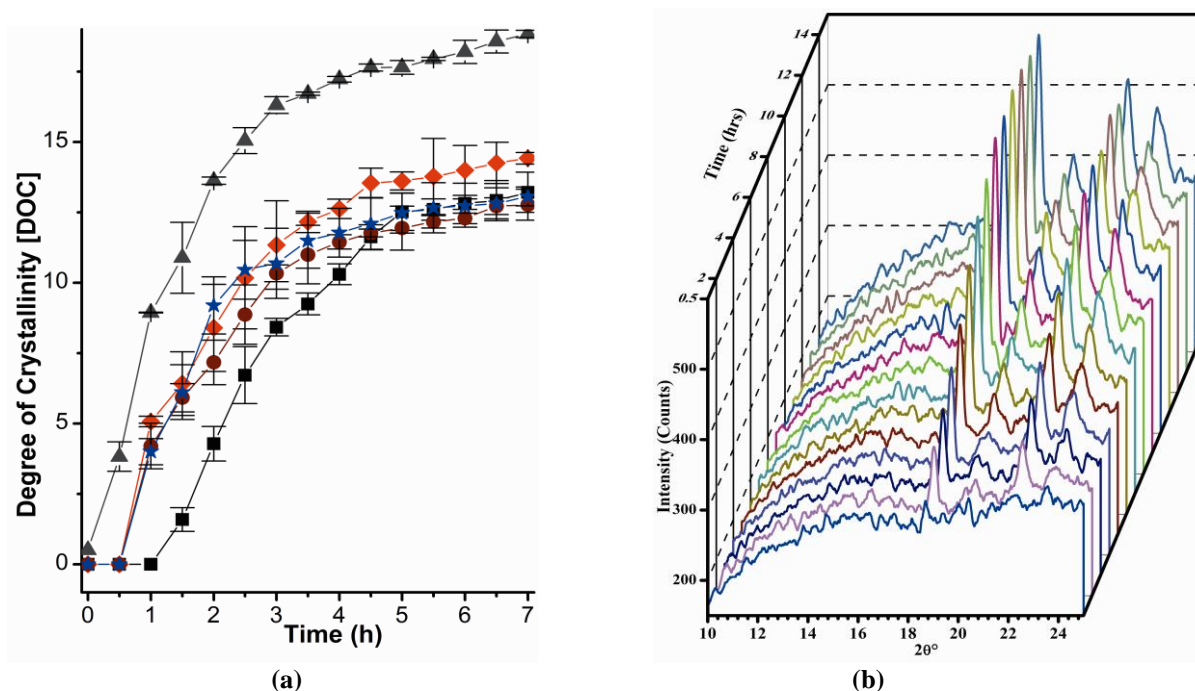 Degree of Crystallinity [DOC]
15
10
5
0
0 1 2 3 4 5 6 7
Time (h)
(a)
Time (hrs)
14
12
10
8
6
4
2
0.5
Intensity (Counts)
500
400
300
200
10 12 14 16 18 20 22 24
2θ°
(b)